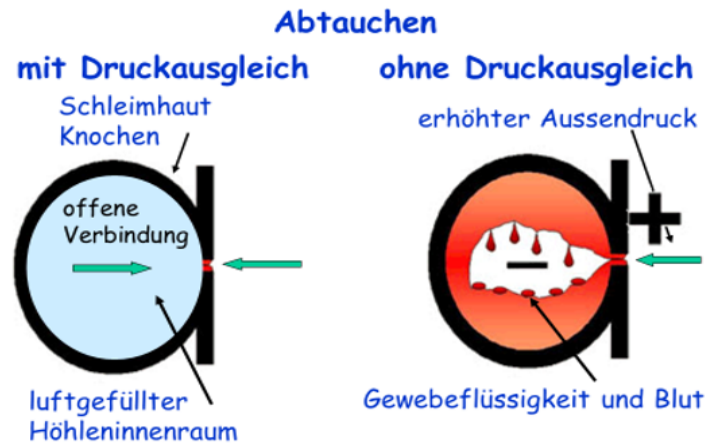 Abtauchen
mit Druckausgleich
ohne Druckausgleich
Schleimhaut
Knochen
offene
Verbindung
luftgefüllter
Höhleninnenraum
erhöhter Aussendruck
+
–
Gewebeflüssigkeit und Blut